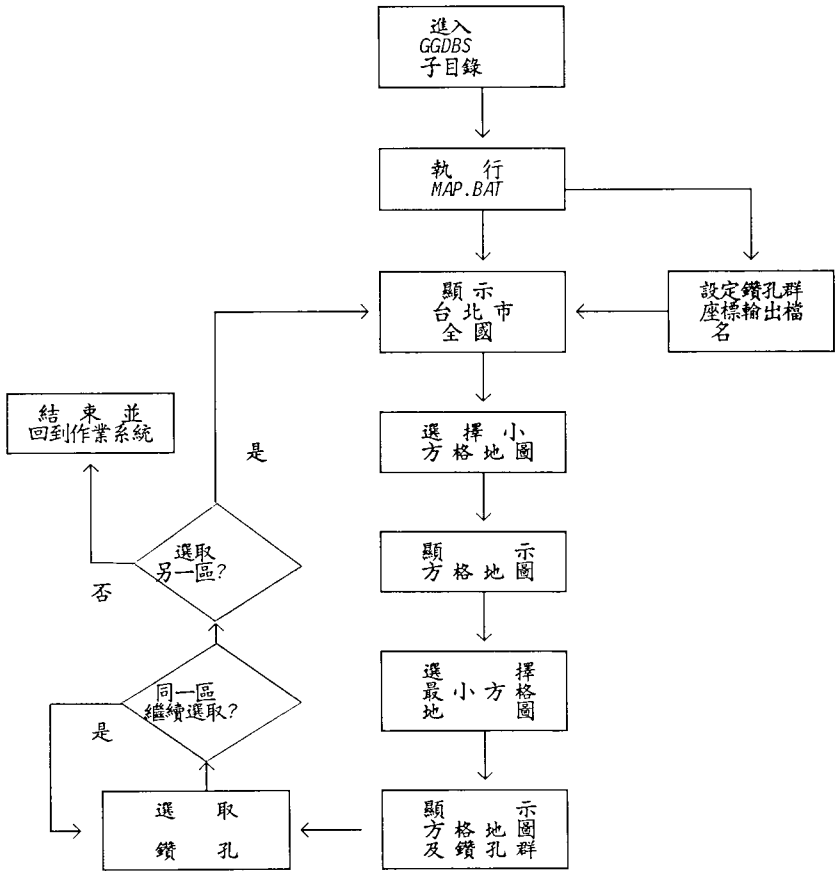 進入
GGDBS
子目錄
執行
MAP.BAT
設定鑽孔群
座標輸出檔
名
顯示
台北市
全國
結束並
回到作業系統
選擇小
方格地圖
是
選取
另一區?
否
顯示
方格地圖
選擇
最小方格
地圖
同一區
繼續選取?
是
選取
鑽孔
顯示
方格地圖
及鑽孔群